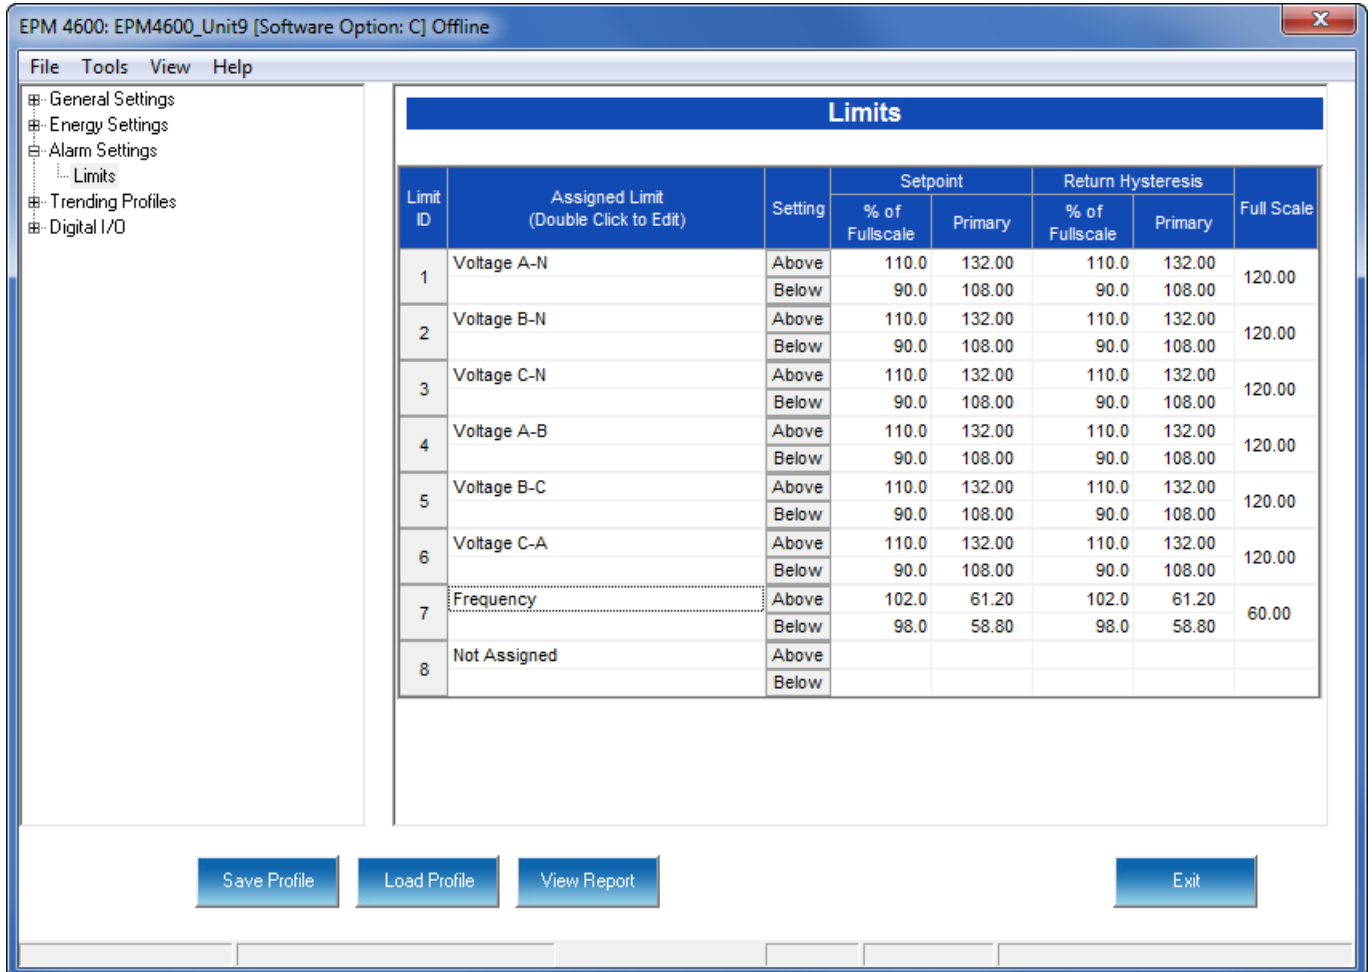 EPM 4600: EPM4600_Unit9 [Software Option: C] Offline
File Tools View Help
General Settings
Energy Settings
Alarm Settings
Limits
Trending Profiles
Digital I/O
Limits
Limit ID Assigned Limit (Double Click to Edit) Setting Setpoint Return Hysteresis Full Scale
% of Fullscale Primary % of Fullscale Primary
1 Voltage A-N Above 110.0 132.00 110.0 132.00 120.00
Below 90.0 108.00 90.0 108.00
2 Voltage B-N Above 110.0 132.00 110.0 132.00 120.00
Below 90.0 108.00 90.0 108.00
3 Voltage C-N Above 110.0 132.00 110.0 132.00 120.00
Below 90.0 108.00 90.0 108.00
4 Voltage A-B Above 110.0 132.00 110.0 132.00 120.00
Below 90.0 108.00 90.0 108.00
5 Voltage B-C Above 110.0 132.00 110.0 132.00 120.00
Below 90.0 108.00 90.0 108.00
6 Voltage C-A Above 110.0 132.00 110.0 132.00 120.00
Below 90.0 108.00 90.0 108.00
7 Frequency Above 102.0 61.20 102.0 61.20 60.00
Below 98.0 58.80 98.0 58.80
8 Not Assigned Above
Below
Save Profile Load Profile View Report Exit